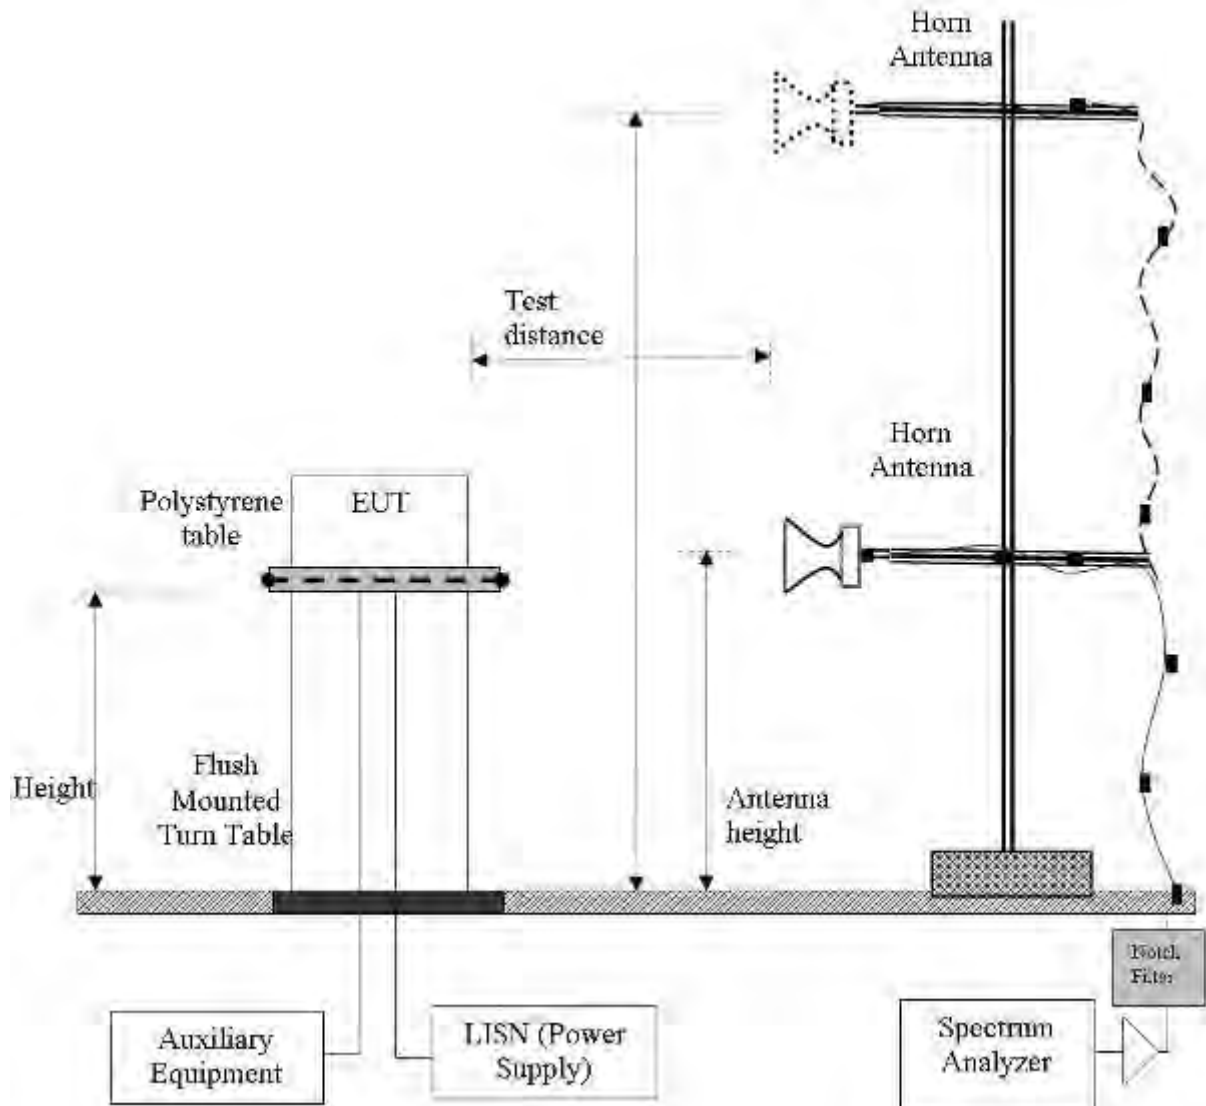 Horn
Antenna
Test
distance
Horn
Antenna
Polystyrene
table
EUT
Height
Flush
Mounted
Turn Table
Antenna
height
Notch
Filter
Auxiliary
Equipment
LISN (Power
Supply)
Spectrum
Analyzer